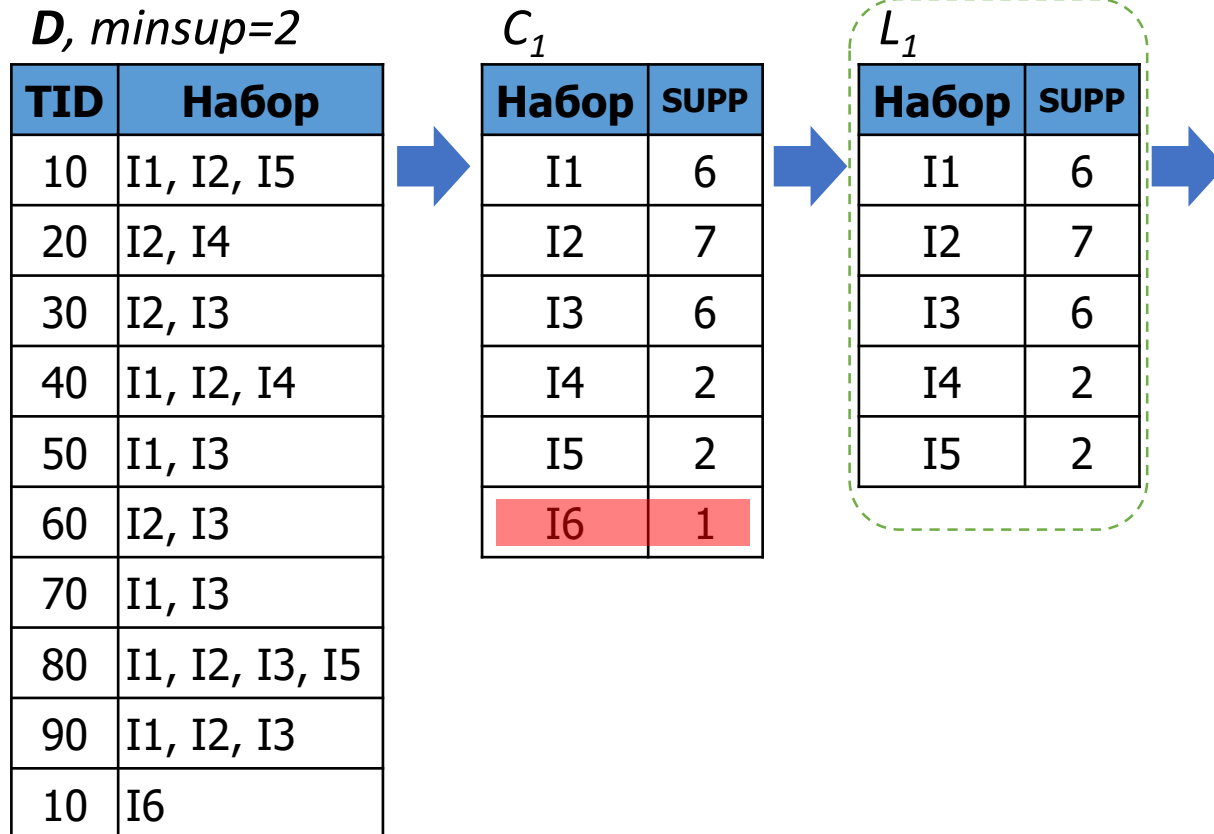 D, minsup=2
TID Набор
10 I1, I2, I5
20 I2, I4
30 I2, I3
40 I1, I2, I4
50 I1, I3
60 I2, I3
70 I1, I3
80 I1, I2, I3, I5
90 I1, I2, I3
10 I6
C1
Набор SUPP
I1 6
I2 7
I3 6
I4 2
I5 2
I6 1
L1
Набор SUPP
I1 6
I2 7
I3 6
I4 2
I5 2